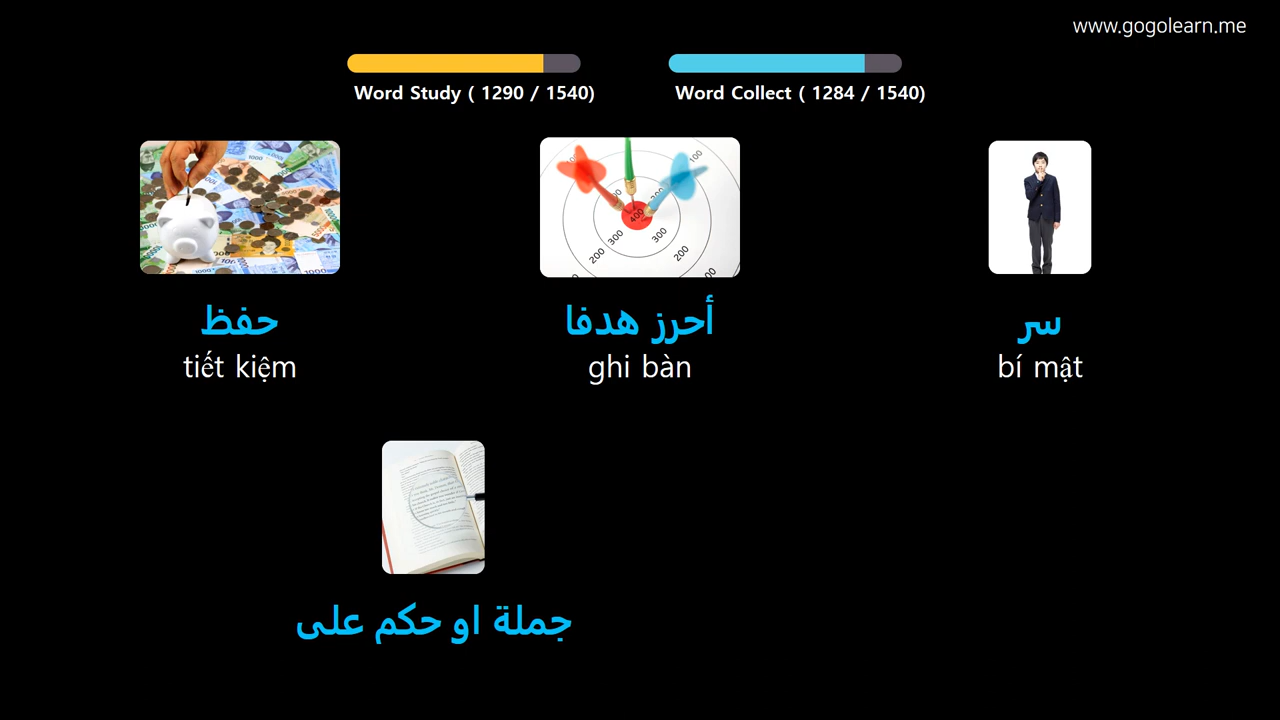 www.gogolearn.me
Word Study ( 1290 / 1540)
Word Collect ( 1284 / 1540)
حفظ
tiết kiệm
أحرز هدفا
ghi bàn
سر
bí mật
جملة او حكم على